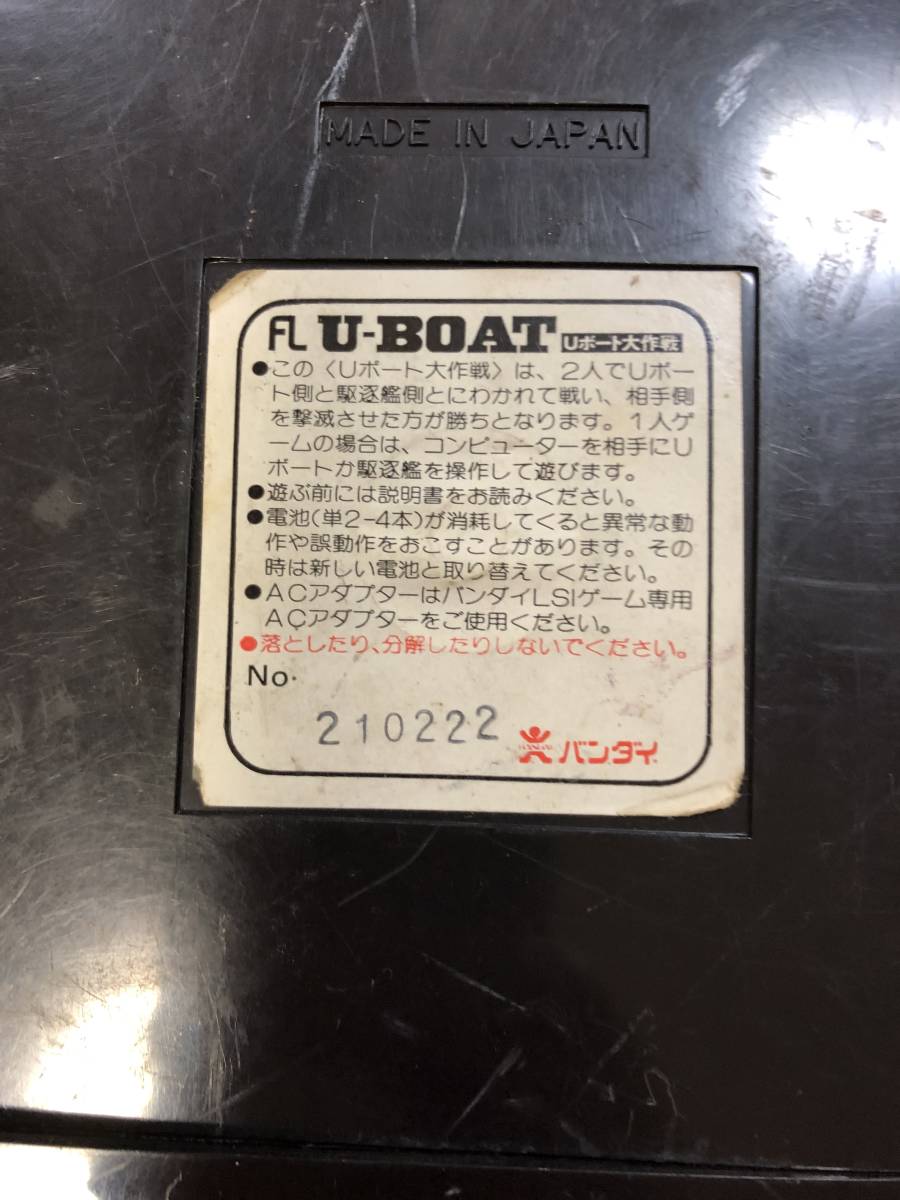 MADE IN JAPAN
FL U-BOAT Uボート大作戦
●この〈Uボート大作戦〉は、2人でUボー
ト側と駆逐艦側とにわかれて戦い、相手側
を撃滅させた方が勝ちとなります。1人ゲ
ームの場合は、コンピューターを相手にU
ボートか駆逐艦を操作して遊びます。
●遊ぶ前には説明書をお読みください。
●電池(単2-4本)が消耗してくると異常な動
作や誤動作をおこすことがあります。その
時は新しい電池と取り替えてください。
●ACアダプターはバンダイLSIゲーム専用
ACアダプターをご使用ください。
●落としたり、分解したりしないでください。
No.
210222
BANDAI バンダイ